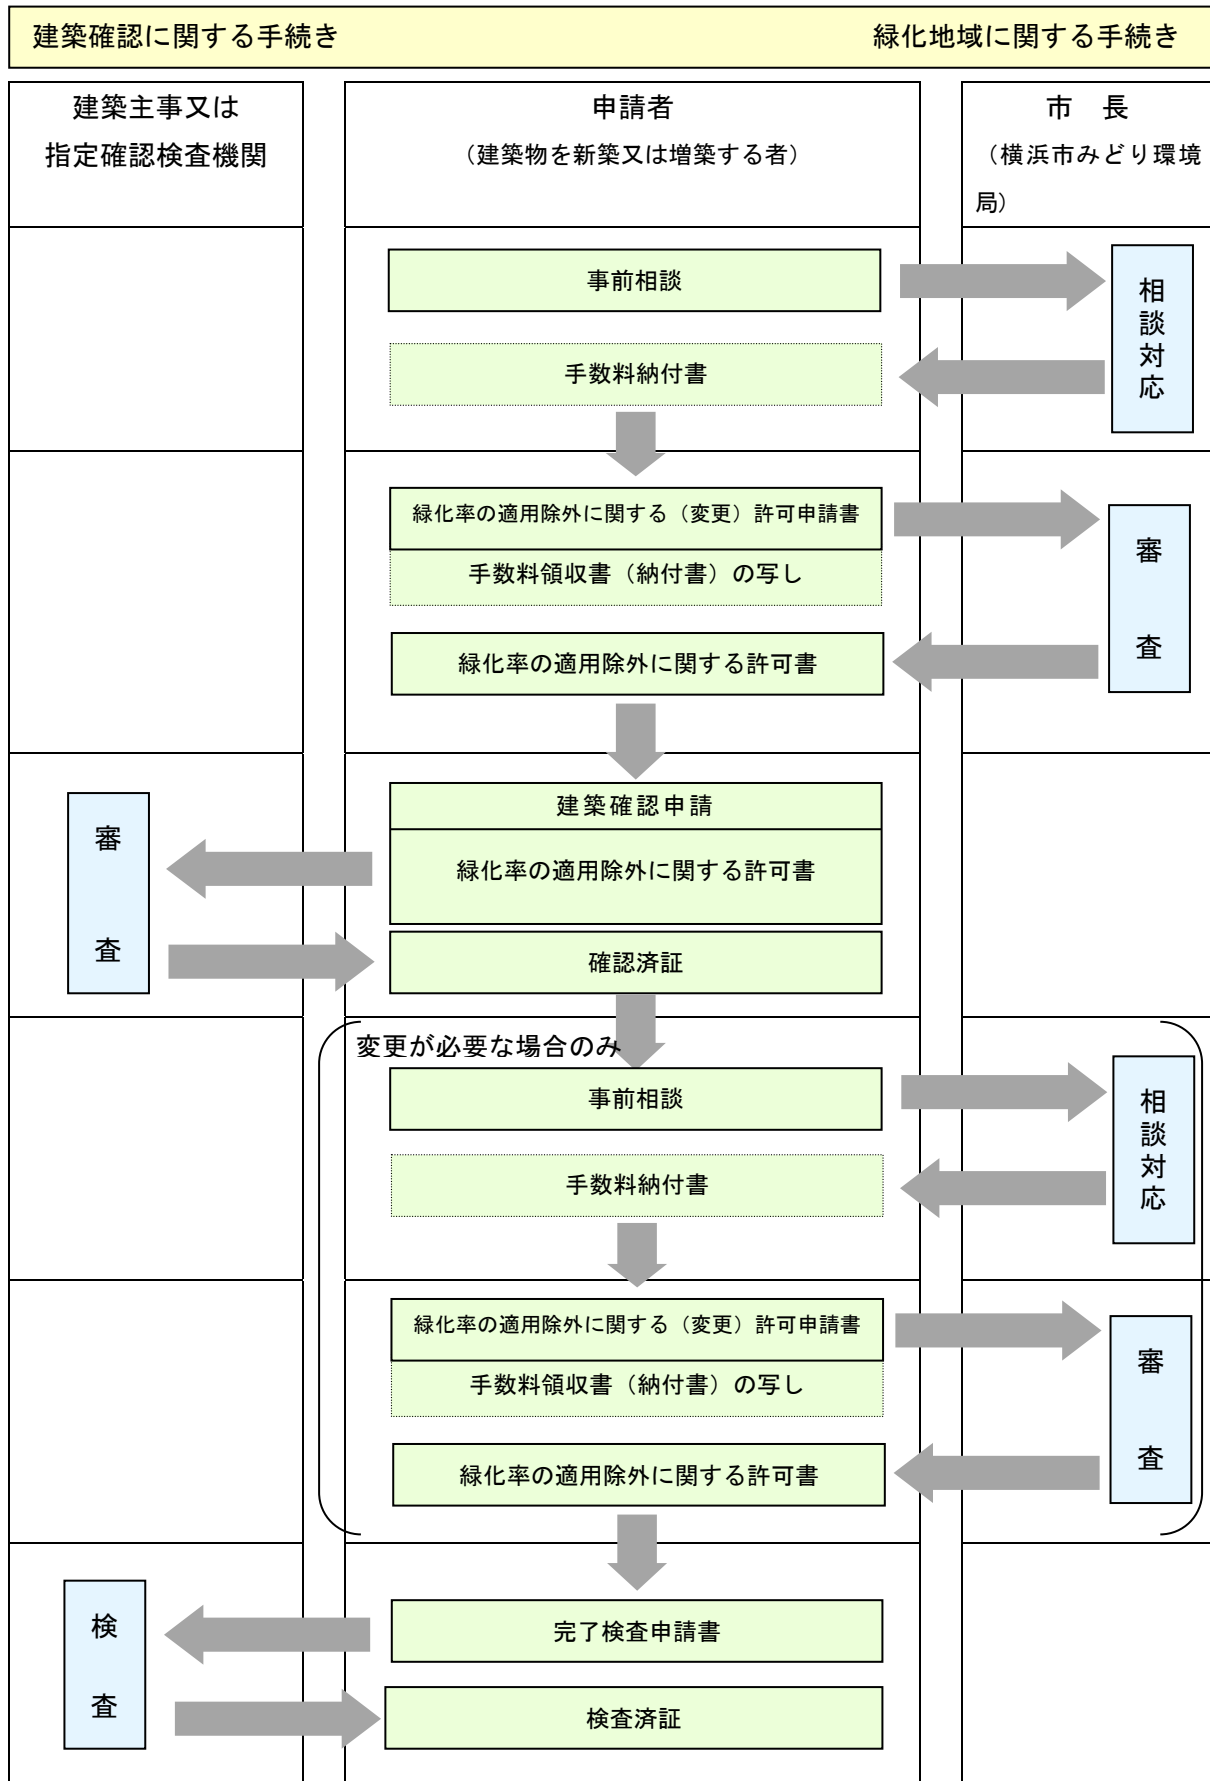 建築確認に関する手続き
緑化地域に関する手続き
建築主事又は
指定確認検査機関
申請者
（建築物を新築又は増築する者）
市　長
（横浜市みどり環境
局）
事前相談
相談対応
手数料納付書
緑化率の適用除外に関する（変更）許可申請書
手数料領収書（納付書）の写し
審査
緑化率の適用除外に関する許可書
建築確認申請
緑化率の適用除外に関する許可書
審査
確認済証
変更が必要な場合のみ
事前相談
相談対応
手数料納付書
緑化率の適用除外に関する（変更）許可申請書
手数料領収書（納付書）の写し
審査
緑化率の適用除外に関する許可書
検査
完了検査申請書
検査済証